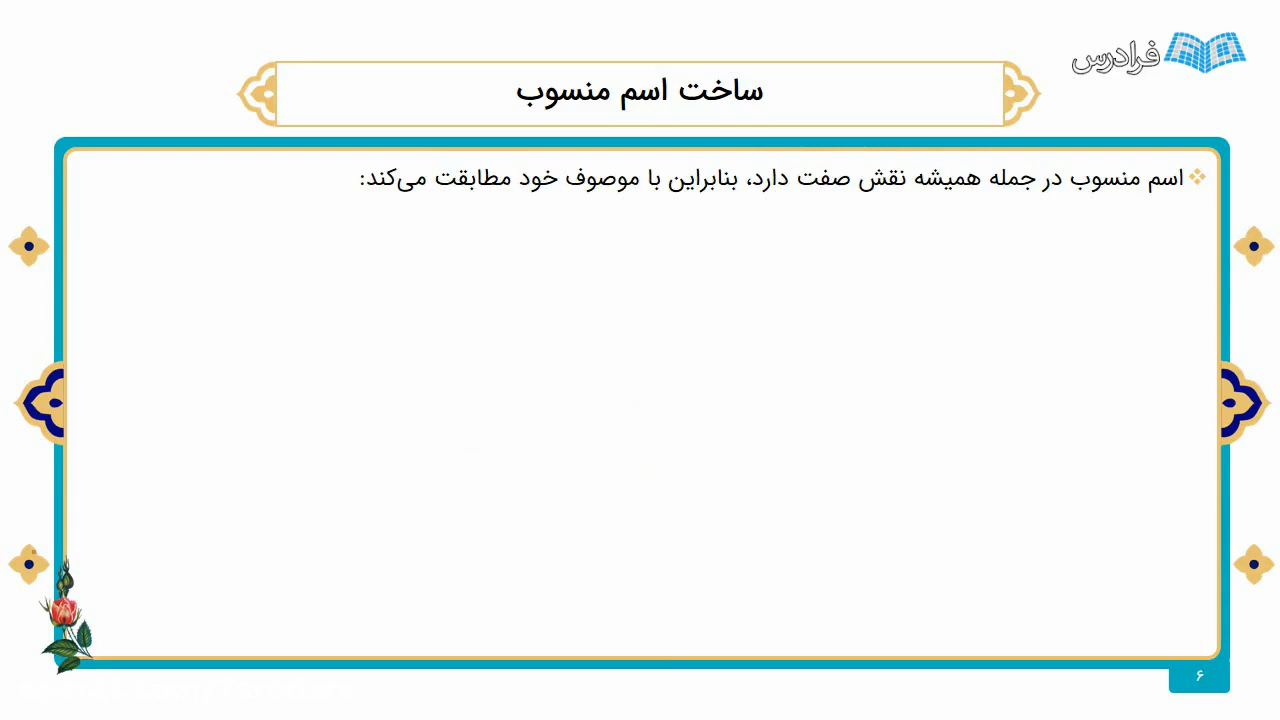 فرادرس
ساخت اسم منسوب
اسم منسوب در جمله همیشه نقش صفت دارد، بنابراین با موصوف خود مطابقت می‌کند:
۶